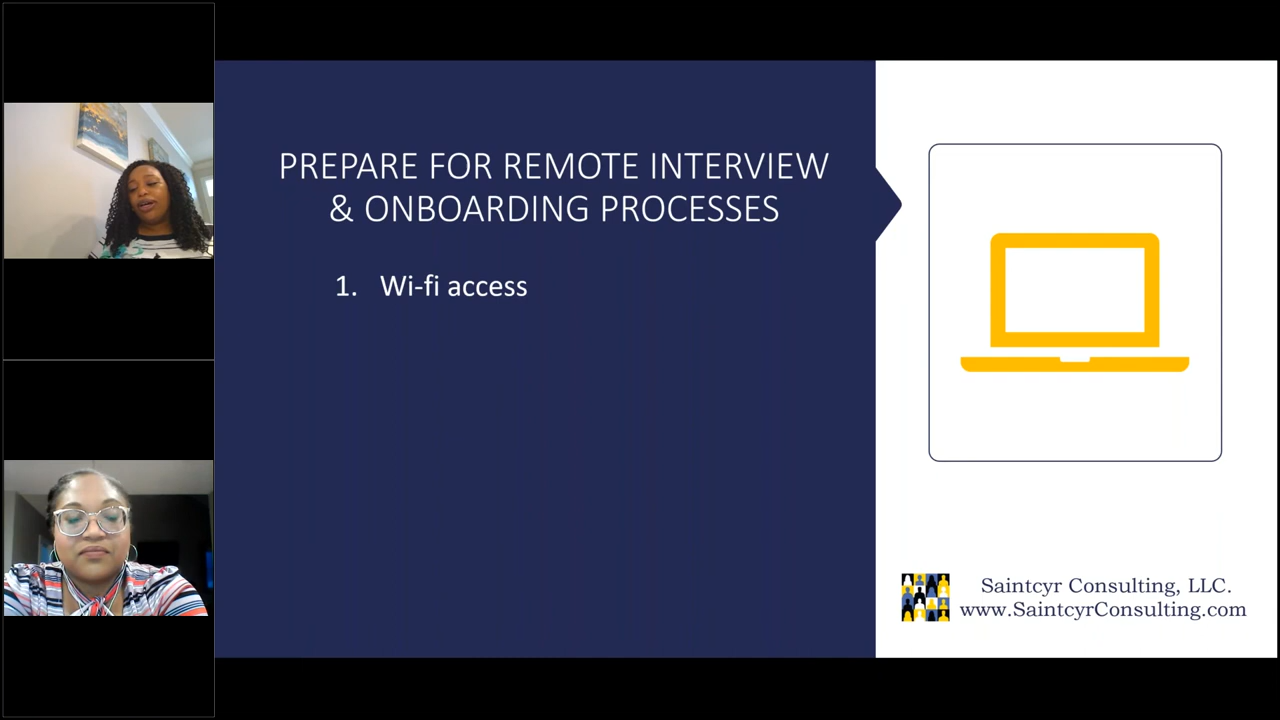 PREPARE FOR REMOTE INTERVIEW
& ONBOARDING PROCESSES
1. Wi-fi access
Saintcyr Consulting, LLC.
www.SaintcyrConsulting.com